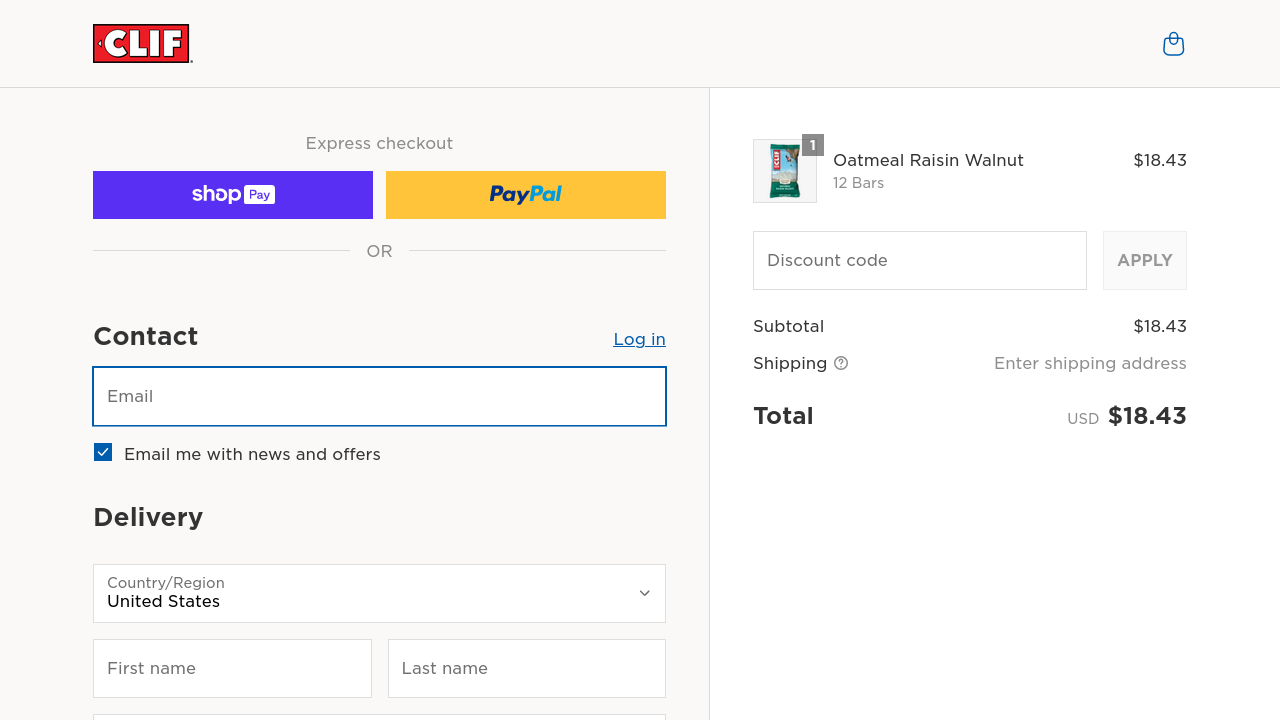 CLIF
Express checkout
shop Pay
PayPal
OR
Contact
Log in
Email
Email me with news and offers
Delivery
Country/Region
United States
First name
Last name
CLIF
1
Oatmeal Raisin Walnut
$18.43
12 Bars
Discount code
APPLY
Subtotal
$18.43
Shipping
Enter shipping address
Total
USD $18.43